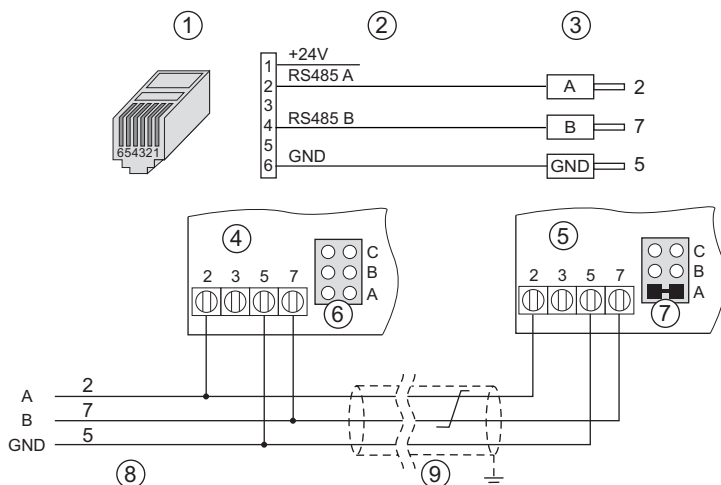 1 2 3
+24V
1
RS485 A
2 A 2
3
RS485 B
4 B 7
5
GND
6 GND 5
654321
4 5
2 3 5 7 C
B
A
6
2 3 5 7 C
B
A
7
A 2
B 7
GND 5
8 9